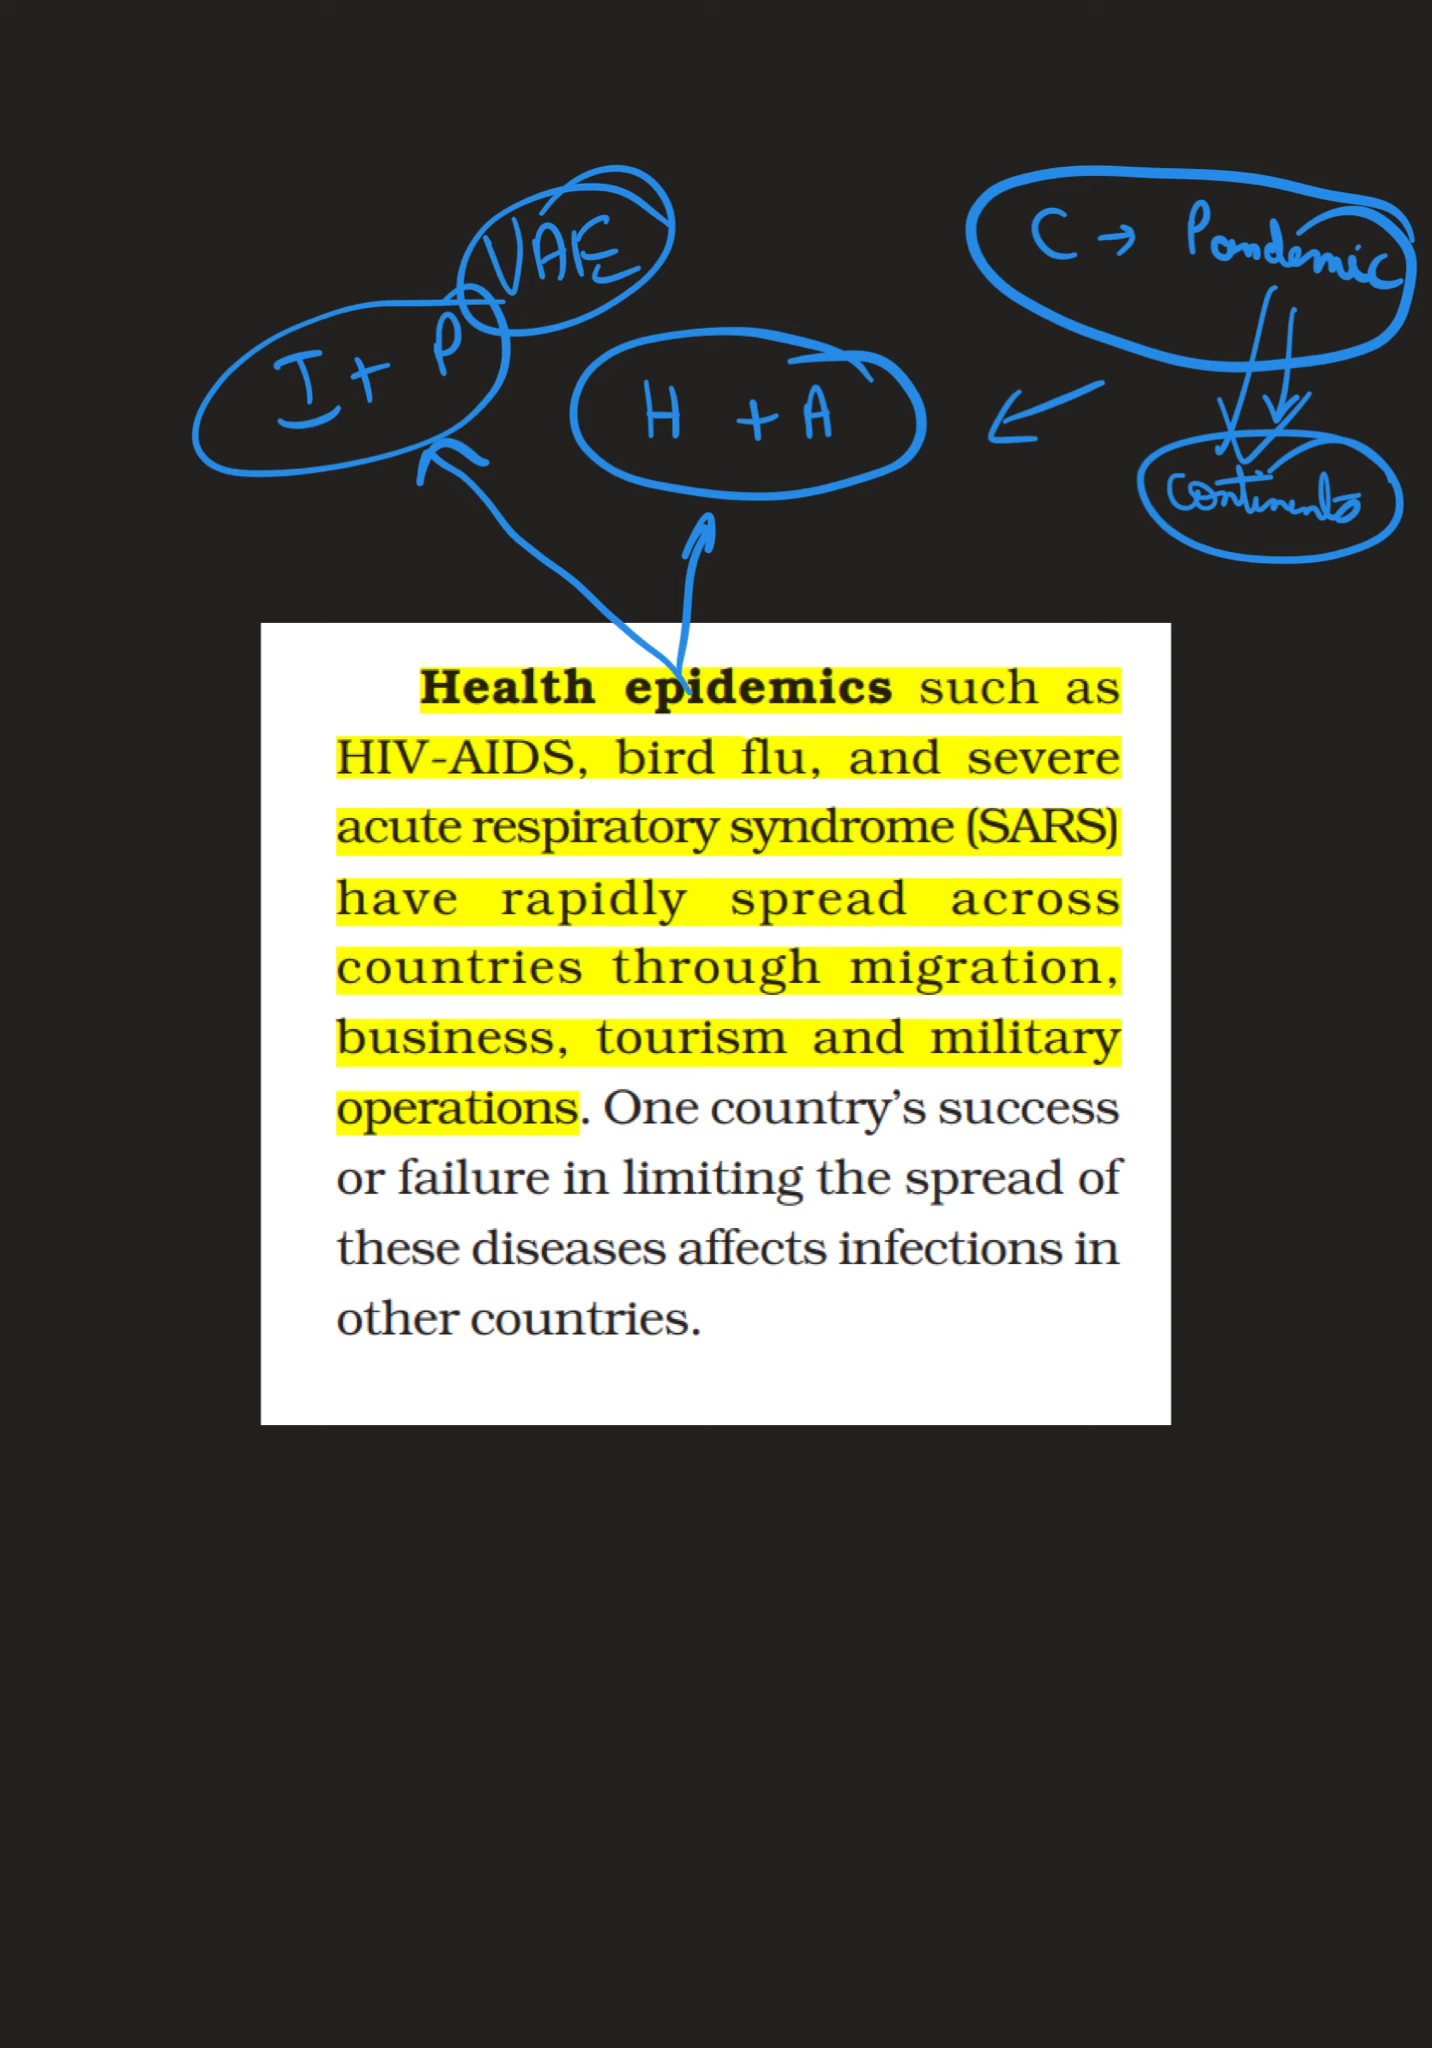 VAE
C → Pandemic
I + P
H + A
continents
Health epidemics such as
HIV-AIDS, bird flu, and severe
acute respiratory syndrome (SARS)
have rapidly spread across
countries through migration,
business, tourism and military
operations. One country's success
or failure in limiting the spread of
these diseases affects infections in
other countries.